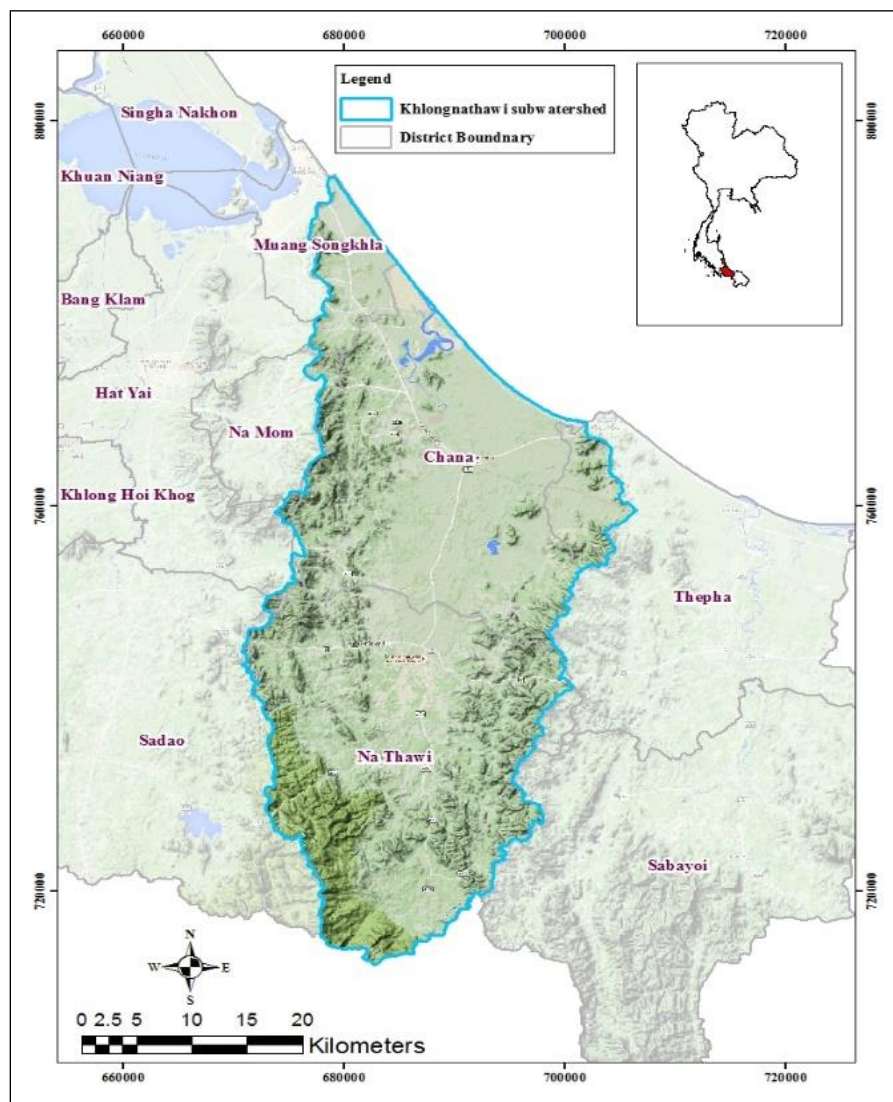 660000 680000 700000 720000
Legend
Khlongnathawi subwatershed
District Boundnary
800000
800000
Singha Nakhon
Khuan Niang
Muang Songkhla
Bang Klam
Hat Yai
Na Mom
Chana
Khlong Hoi Khog
760000
760000
Thepha
Sadao
Na Thawi
Sabayoi
720000
720000
N
W E
S
0 2.5 5 10 15 20
Kilometers
660000 680000 700000 720000